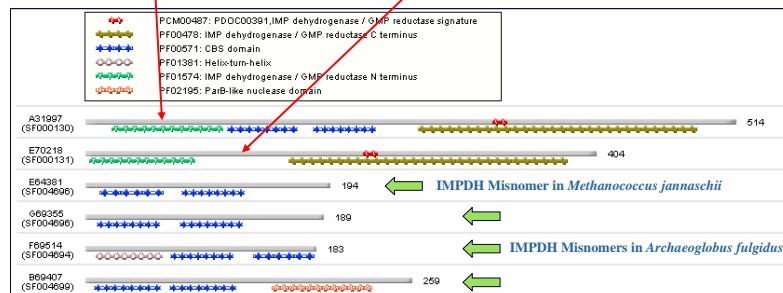 PCM00487: PDOC00391,IMP dehydrogenase / GMP reductase signature
PF00478: IMP dehydrogenase / GMP reductase C terminus
PF00571: CBS domain
PF01381: Helix-turn-helix
PF01574: IMP dehydrogenase / GMP reductase N terminus
PF02195: ParB-like nuclease domain
A31997
(SF000130)
514
E70218
(SF000131)
404
E64381
(SF004696)
194
IMPDH Misnomer in Methanococcus jannaschii
G69355
(SF004696)
189
F69514
(SF004694)
183
IMPDH Misnomers in Archaeoglobus fulgidus
B69407
(SF004699)
259